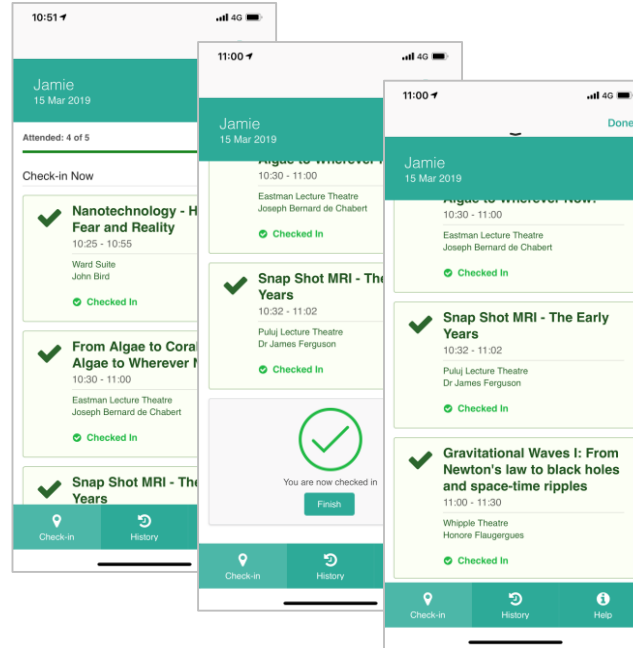 10:51
4G
Jamie
15 Mar 2019
Attended: 4 of 5
Check-in Now
Nanotechnology - H
Fear and Reality
10:25 - 10:55
Ward Suite
John Bird
Checked In
From Algae to Coral
Algae to Wherever N
10:30 - 11:00
Eastman Lecture Theatre
Joseph Bernard de Chabert
Checked In
Snap Shot MRI - The
Years
Check-in
History
11:00
4G
Jamie
15 Mar 2019
Algae to Wherever
10:30 - 11:00
Eastman Lecture Theatre
Joseph Bernard de Chabert
Checked In
Snap Shot MRI - The
Years
10:32 - 11:02
Puluj Lecture Theatre
Dr James Ferguson
Checked In
You are now checked in
Finish
Check-in
History
11:00
4G
Done
Jamie
15 Mar 2019
Algae to Wherever Now?
10:30 - 11:00
Eastman Lecture Theatre
Joseph Bernard de Chabert
Checked In
Snap Shot MRI - The Early
Years
10:32 - 11:02
Puluj Lecture Theatre
Dr James Ferguson
Checked In
Gravitational Waves I: From
Newton's law to black holes
and space-time ripples
11:00 - 11:30
Whipple Theatre
Honore Flaugergues
Checked In
Check-in
History
Help